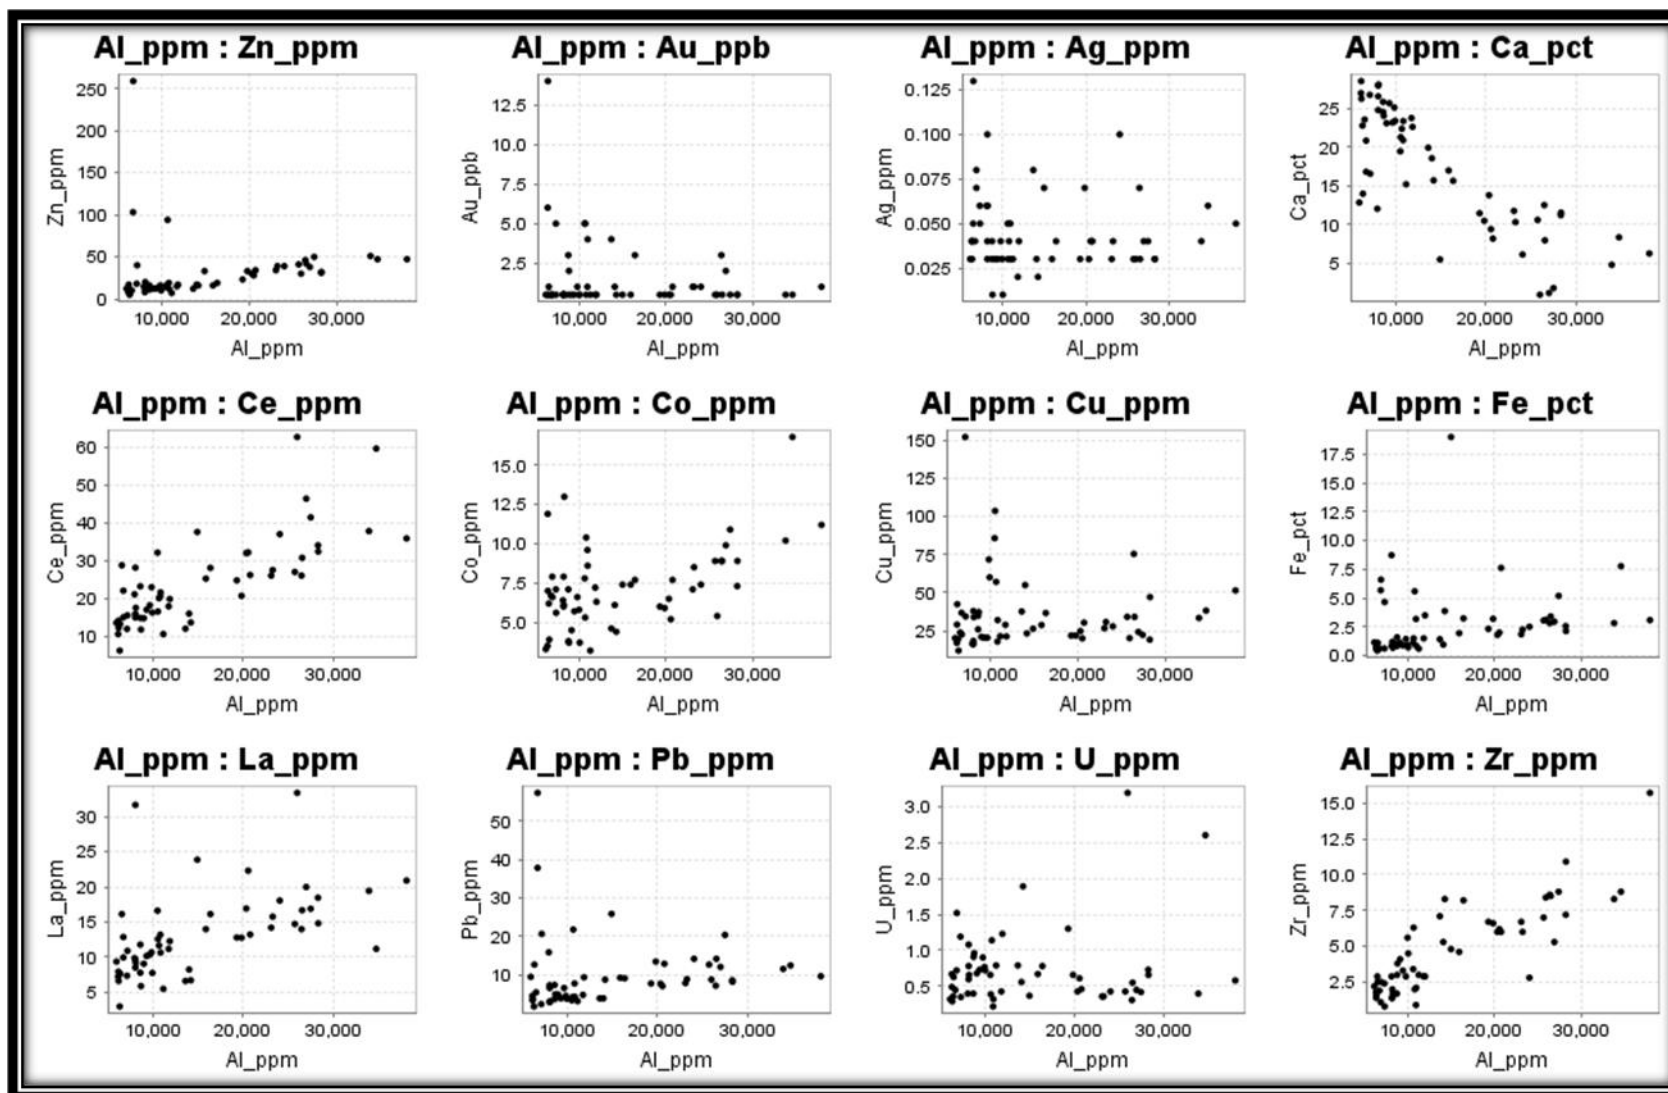 Al_ppm : Zn_ppm
250
200
150
100
50
0
Zn_ppm
10,000 20,000 30,000
Al_ppm
Al_ppm : Au_ppb
12.5
10.0
7.5
5.0
2.5
Au_ppb
10,000 20,000 30,000
Al_ppm
Al_ppm : Ag_ppm
0.125
0.100
0.075
0.050
0.025
Ag_ppm
10,000 20,000 30,000
Al_ppm
Al_ppm : Ca_pct
25
20
15
10
5
Ca_pct
10,000 20,000 30,000
Al_ppm
Al_ppm : Ce_ppm
60
50
40
30
20
10
Ce_ppm
10,000 20,000 30,000
Al_ppm
Al_ppm : Co_ppm
15.0
12.5
10.0
7.5
5.0
Co_ppm
10,000 20,000 30,000
Al_ppm
Al_ppm : Cu_ppm
150
125
100
75
50
25
Cu_ppm
10,000 20,000 30,000
Al_ppm
Al_ppm : Fe_pct
17.5
15.0
12.5
10.0
7.5
5.0
2.5
0.0
Fe_pct
10,000 20,000 30,000
Al_ppm
Al_ppm : La_ppm
30
25
20
15
10
5
La_ppm
10,000 20,000 30,000
Al_ppm
Al_ppm : Pb_ppm
50
40
30
20
10
Pb_ppm
10,000 20,000 30,000
Al_ppm
Al_ppm : U_ppm
3.0
2.5
2.0
1.5
1.0
0.5
U_ppm
10,000 20,000 30,000
Al_ppm
Al_ppm : Zr_ppm
15.0
12.5
10.0
7.5
5.0
2.5
Zr_ppm
10,000 20,000 30,000
Al_ppm